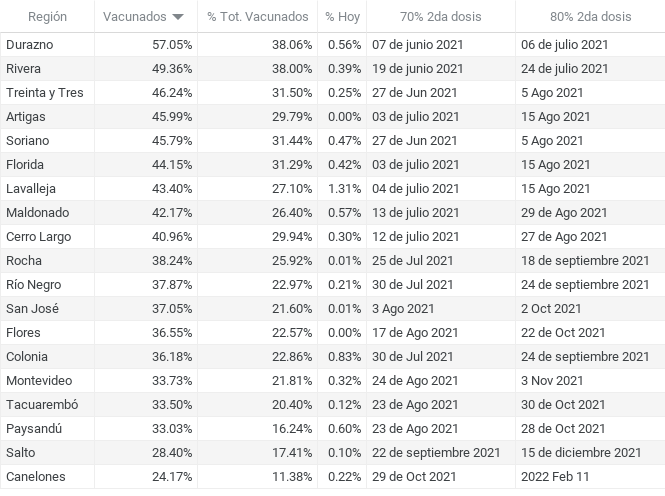 Región Vacunados % Tot. Vacunados % Hoy 70% 2da dosis 80% 2da dosis
Durazno 57.05% 38.06% 0.56% 07 de junio 2021 06 de julio 2021
Rivera 49.36% 38.00% 0.39% 19 de junio 2021 24 de julio 2021
Treinta y Tres 46.24% 31.50% 0.25% 27 de Jun 2021 5 Ago 2021
Artigas 45.99% 29.79% 0.00% 03 de julio 2021 15 Ago 2021
Soriano 45.79% 31.44% 0.47% 27 de Jun 2021 5 Ago 2021
Florida 44.15% 31.29% 0.42% 03 de julio 2021 15 Ago 2021
Lavalleja 43.40% 27.10% 1.31% 04 de julio 2021 15 Ago 2021
Maldonado 42.17% 26.40% 0.57% 13 de julio 2021 29 de Ago 2021
Cerro Largo 40.96% 29.94% 0.30% 12 de julio 2021 27 de Ago 2021
Rocha 38.24% 25.92% 0.01% 25 de Jul 2021 18 de septiembre 2021
Río Negro 37.87% 22.97% 0.21% 30 de Jul 2021 24 de septiembre 2021
San José 37.05% 21.60% 0.01% 3 Ago 2021 2 Oct 2021
Flores 36.55% 22.57% 0.00% 17 de Ago 2021 22 de Oct 2021
Colonia 36.18% 22.86% 0.83% 30 de Jul 2021 24 de septiembre 2021
Montevideo 33.73% 21.81% 0.32% 24 de Ago 2021 3 Nov 2021
Tacuarembó 33.50% 20.40% 0.12% 23 de Ago 2021 30 de Oct 2021
Paysandú 33.03% 16.24% 0.60% 23 de Ago 2021 28 de Oct 2021
Salto 28.40% 17.41% 0.10% 22 de septiembre 2021 15 de diciembre 2021
Canelones 24.17% 11.38% 0.22% 29 de Oct 2021 2022 Feb 11